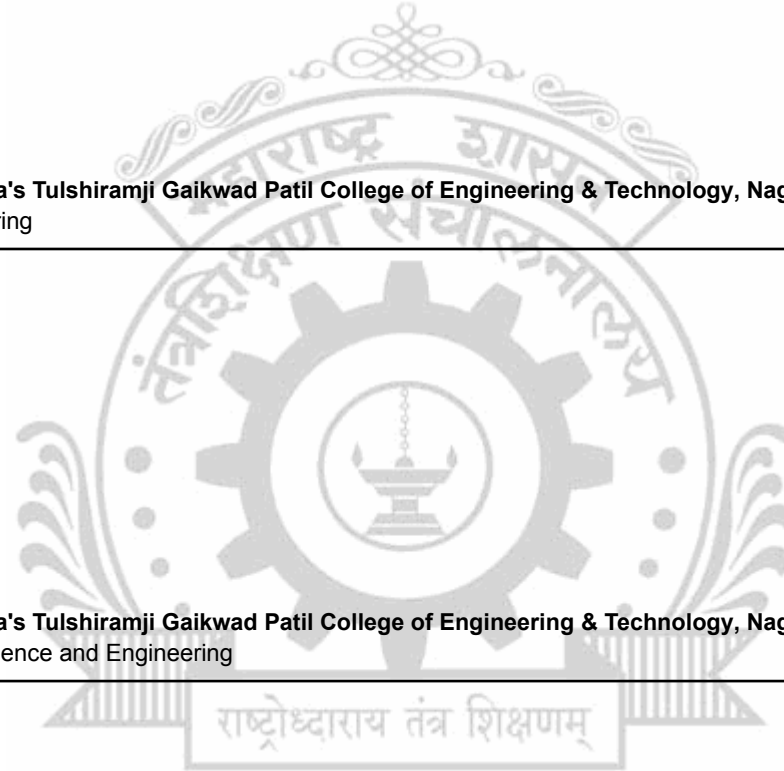 महाराष्ट्र शासन
a's Tulshiramji Gaikwad Patil College of Engineering & Technology, Nag
ring
तंत्रशिक्षण संचालनालय
a's Tulshiramji Gaikwad Patil College of Engineering & Technology, Nag
ience and Engineering
राष्ट्रोध्दाराय तंत्र शिक्षणम्